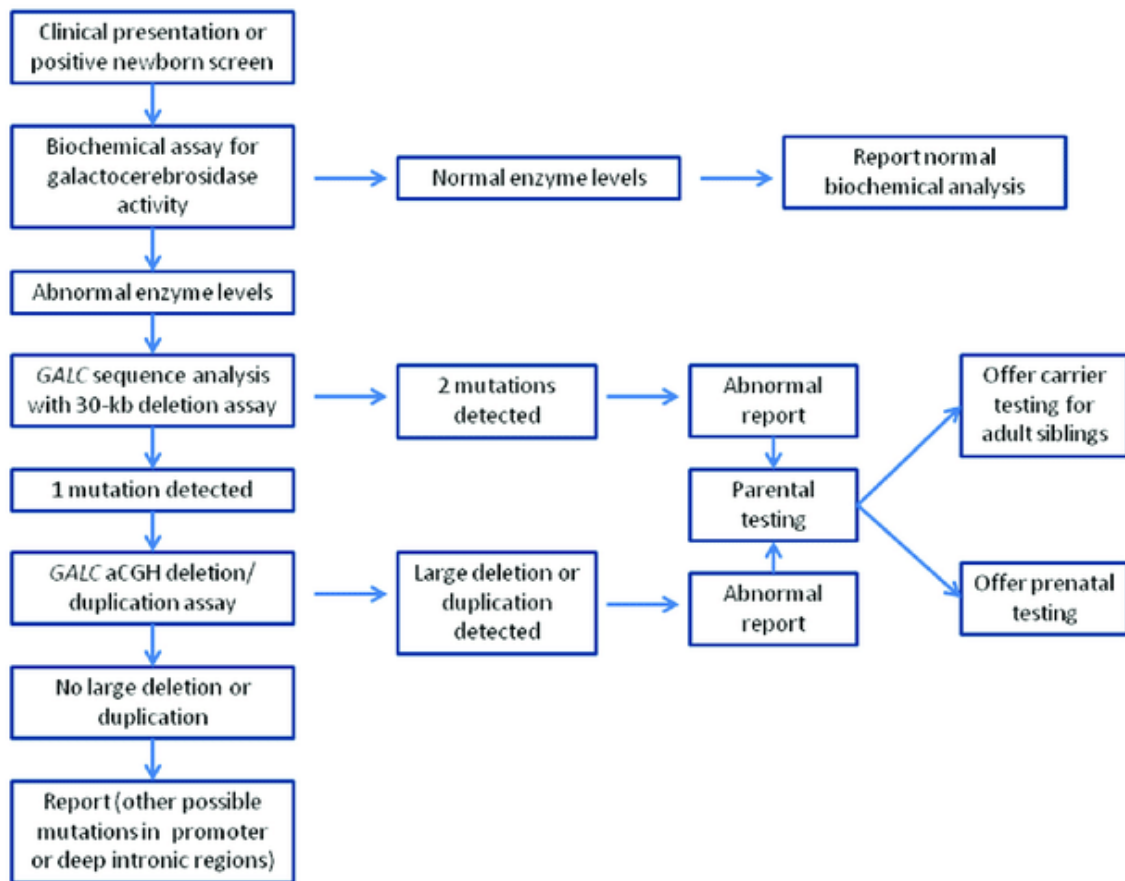 Clinical presentation or
positive newborn screen
Biochemical assay for
galactocerebrosidase
activity
Normal enzyme levels
Report normal
biochemical analysis
Abnormal enzyme levels
GALC sequence analysis
with 30-kb deletion assay
2 mutations
detected
Abnormal
report
Offer carrier
testing for
adult siblings
1 mutation detected
Parental
testing
GALC aCGH deletion/
duplication assay
Large deletion or
duplication
detected
Abnormal
report
Offer prenatal
testing
No large deletion or
duplication
Report (other possible
mutations in promoter
or deep intronic regions)